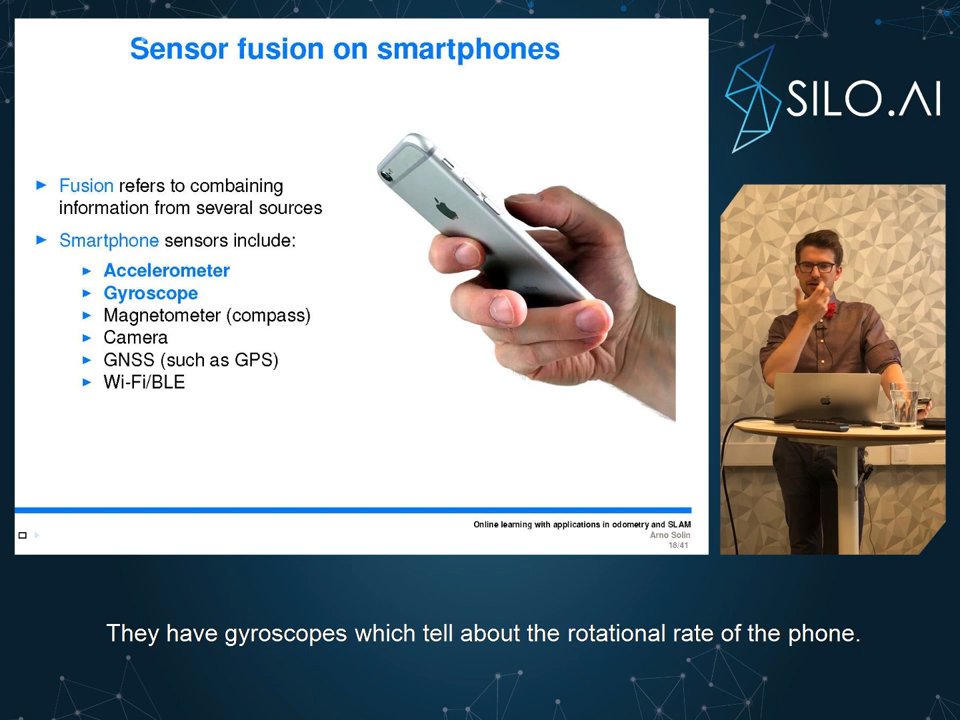 Sensor fusion on smartphones
Fusion refers to combaining
information from several sources
Smartphone sensors include:
Accelerometer
Gyroscope
Magnetometer (compass)
Camera
GNSS (such as GPS)
Wi-Fi/BLE
Online learning with applications in odometry and SLAM
Arno Solin
18/41
SILO.AI
They have gyroscopes which tell about the rotational rate of the phone.